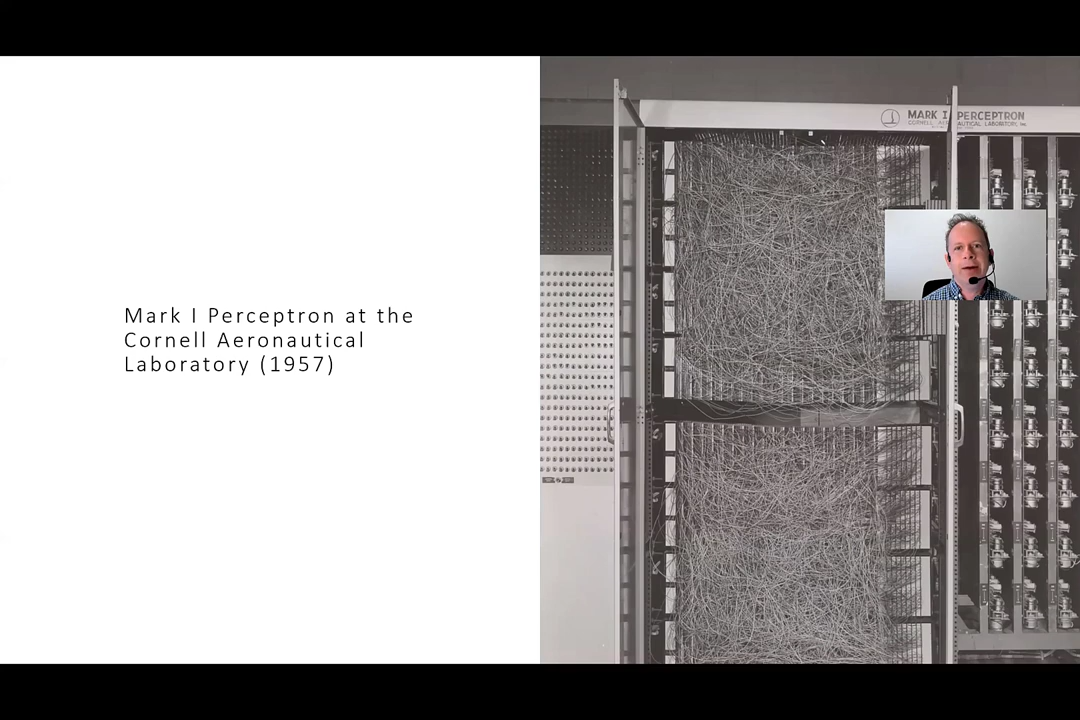 Mark I Perceptron at the
Cornell Aeronautical
Laboratory (1957)
MARK I PERCEPTRON
CORNELL AERONAUTICAL LABORATORY, INC.